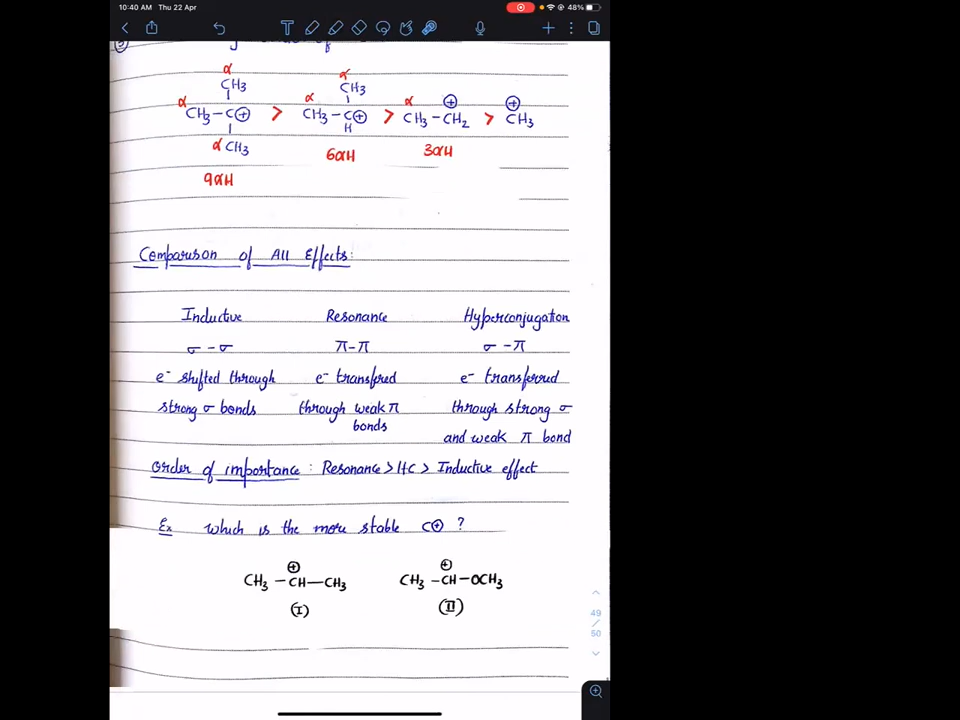 10:40 AM Thu 22 Apr
48%
α
CH3
α
CH3 - C⊕
α CH3
9αH
>
α
CH3
α
CH3 - C⊕
H
6αH
>
α
⊕
CH3 - CH2
3αH
>
⊕
CH3
Comparison of All Effects:
Inductive Resonance Hyperconjugation
σ - σ π-π σ - π
e⁻ shifted through e⁻ transfred e⁻ transferred
strong σ bonds through weak π through strong σ
bonds and weak π bond
Order of importance : Resonance > HC > Inductive effect
Ex Which is the more stable C⊕ ?
⊕ ⊕
CH3 - CH - CH3 CH3 - CH - OCH3
(I) (II)
49
/
50